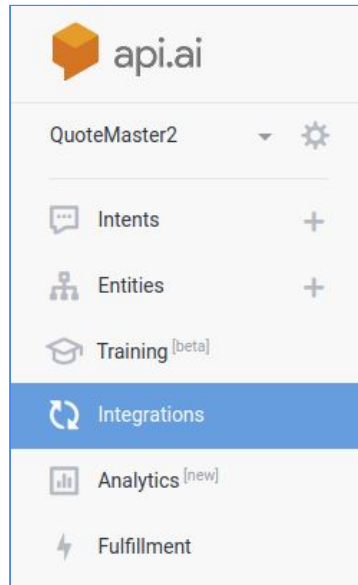 api.ai
QuoteMaster2
Intents
Entities
Training [beta]
Integrations
Analytics [new]
Fulfillment